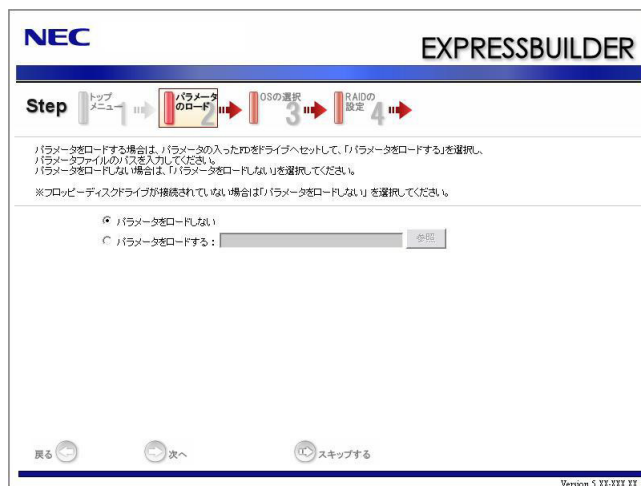 NEC
EXPRESSBUILDER
Step
トップ
メニュー 1
パラメータ
のロード 2
OSの選択
3
RAIDの
設定 4
パラメータをロードする場合は、パラメータの入ったFDをドライブへセットして、「パラメータをロードする」を選択し、
パラメータファイルのパスを入力してください。
パラメータをロードしない場合は、「パラメータをロードしない」を選択してください。
※フロッピーディスクドライブが接続されていない場合は「パラメータをロードしない」を選択してください。
パラメータをロードしない
パラメータをロードする：
参照
戻る
次へ
スキップする
Version 5.XX-XXX.XX